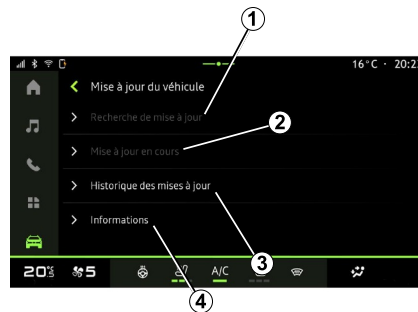 1
16°C · 20:2
Mise à jour du véhicule
Recherche de mise à jour
2
Mise à jour en cours
Historique des mises à jour
Informations
3
20.5 5 A/C
4